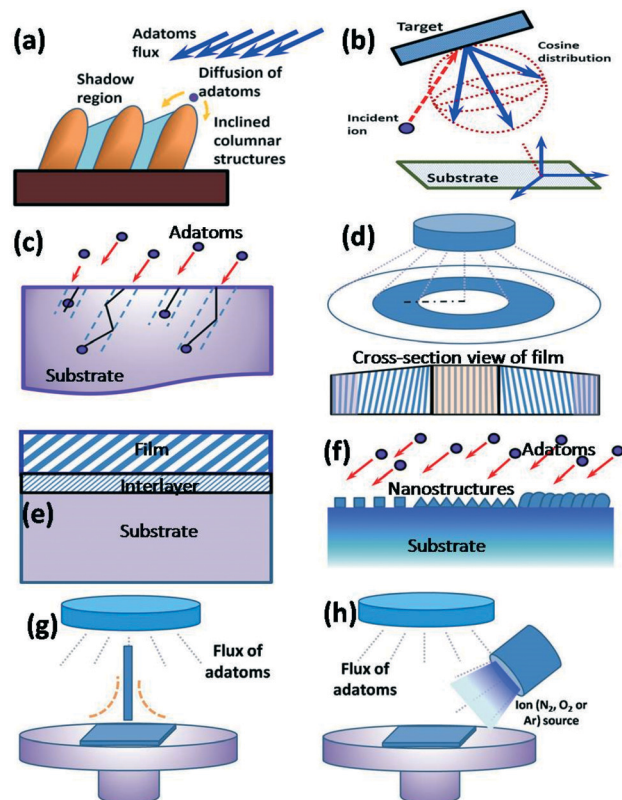 (a)
Adatoms
flux
Shadow
region
Diffusion of
adatoms
Inclined
columnar
structures
(b)
Target
Cosine
distribution
Incident
ion
Substrate
(c)
Adatoms
Substrate
(d)
Cross-section view of film
Film
Interlayer
(e)
Substrate
(f)
Adatoms
Nanostructures
Substrate
(g)
Flux of
adatoms
(h)
Flux of
adatoms
Ion (N₂, O₂ or
Ar) source